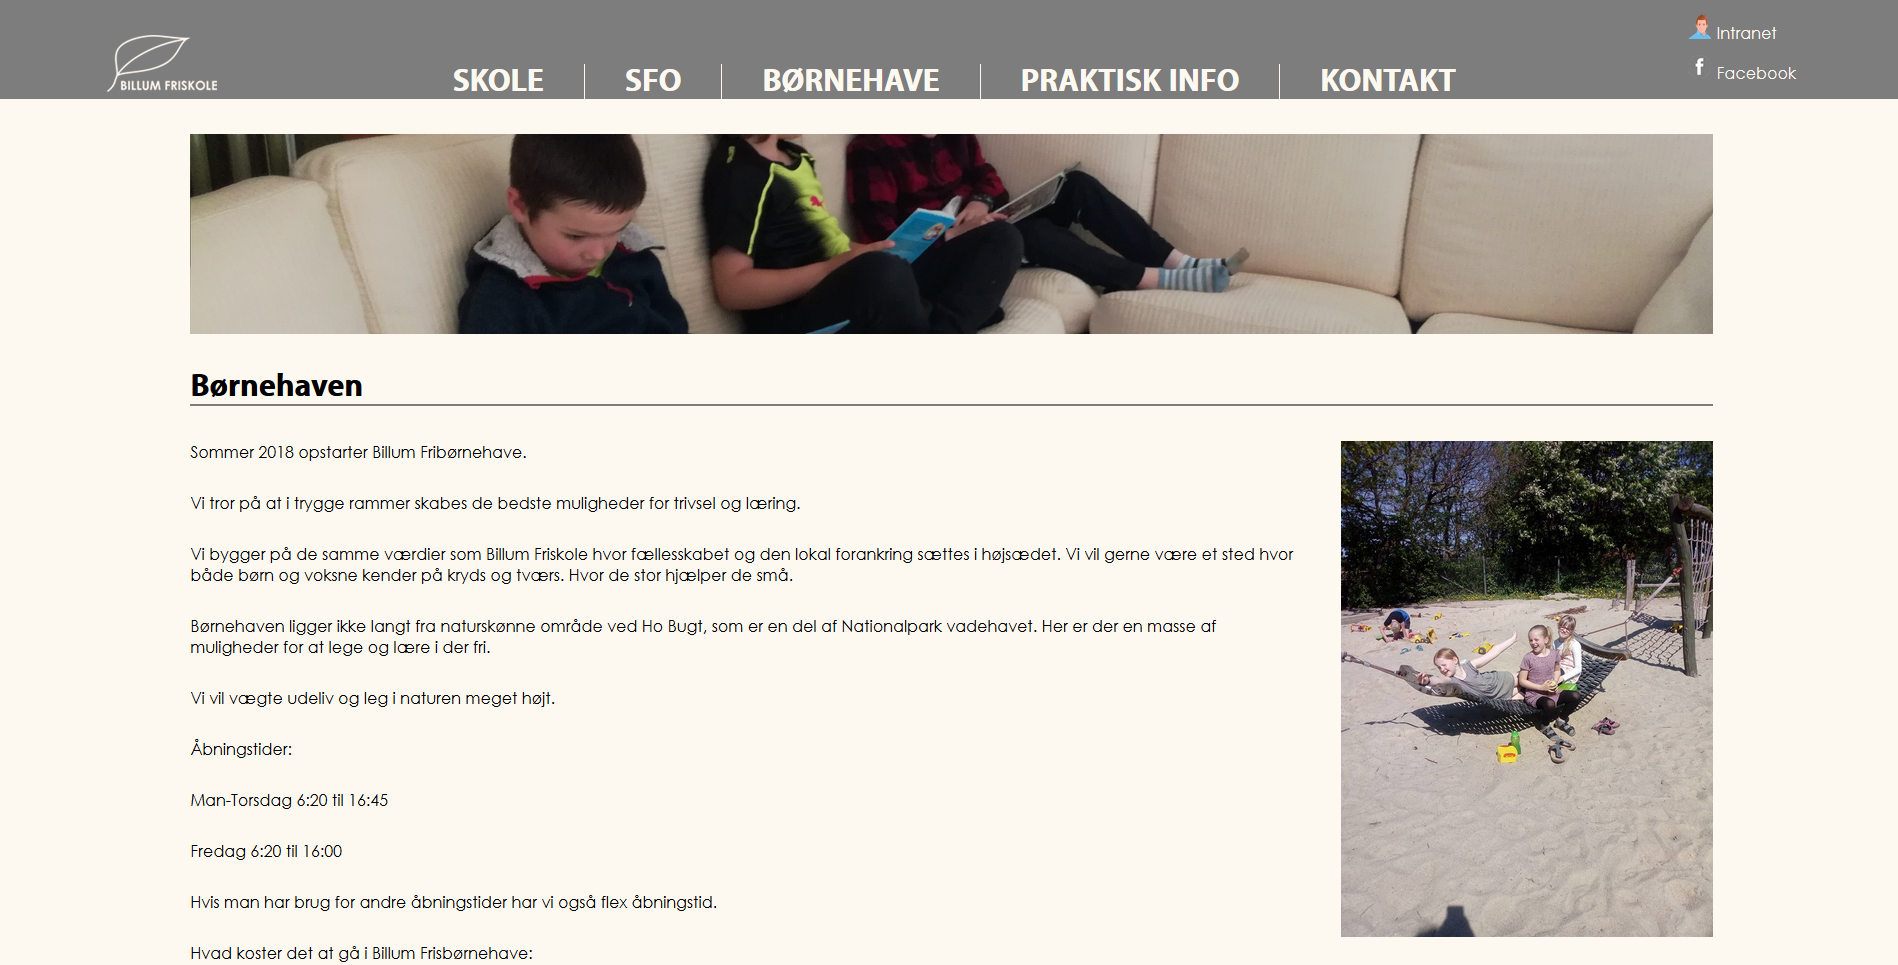 BILLUM FRISKOLE
SKOLE
SFO
BØRNEHAVE
PRAKTISK INFO
KONTAKT
Intranet
Facebook
Børnehaven
Sommer 2018 opstarter Billum Fribørnehave.
Vi tror på at i trygge rammer skabes de bedste muligheder for trivsel og læring.
Vi bygger på de samme værdier som Billum Friskole hvor fællesskabet og den lokal forankring sættes i højsædet. Vi vil gerne være et sted hvor
både børn og voksne kender på kryds og tværs. Hvor de stor hjælper de små.
Børnehaven ligger ikke langt fra naturskønne område ved Ho Bugt, som er en del af Nationalpark vadehavet. Her er der en masse af
muligheder for at lege og lære i der fri.
Vi vil vægte udeliv og leg i naturen meget højt.
Åbningstider:
Man-Torsdag 6:20 til 16:45
Fredag 6:20 til 16:00
Hvis man har brug for andre åbningstider har vi også flex åbningstid.
Hvad koster det at gå i Billum Frisbørnehave: